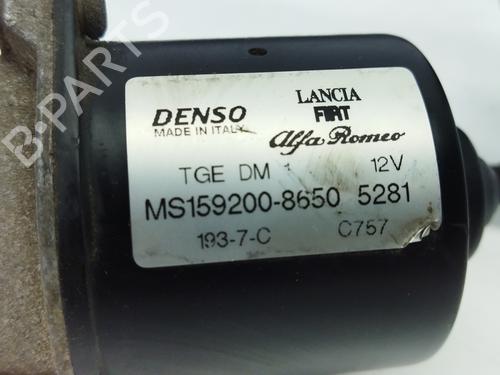 B-PARTS
DENSO
MADE IN ITALY
LANCIA
FIAT
Alfa Romeo
TGE DM 1 12V
MS159200-8650 5281
193-7-C C757